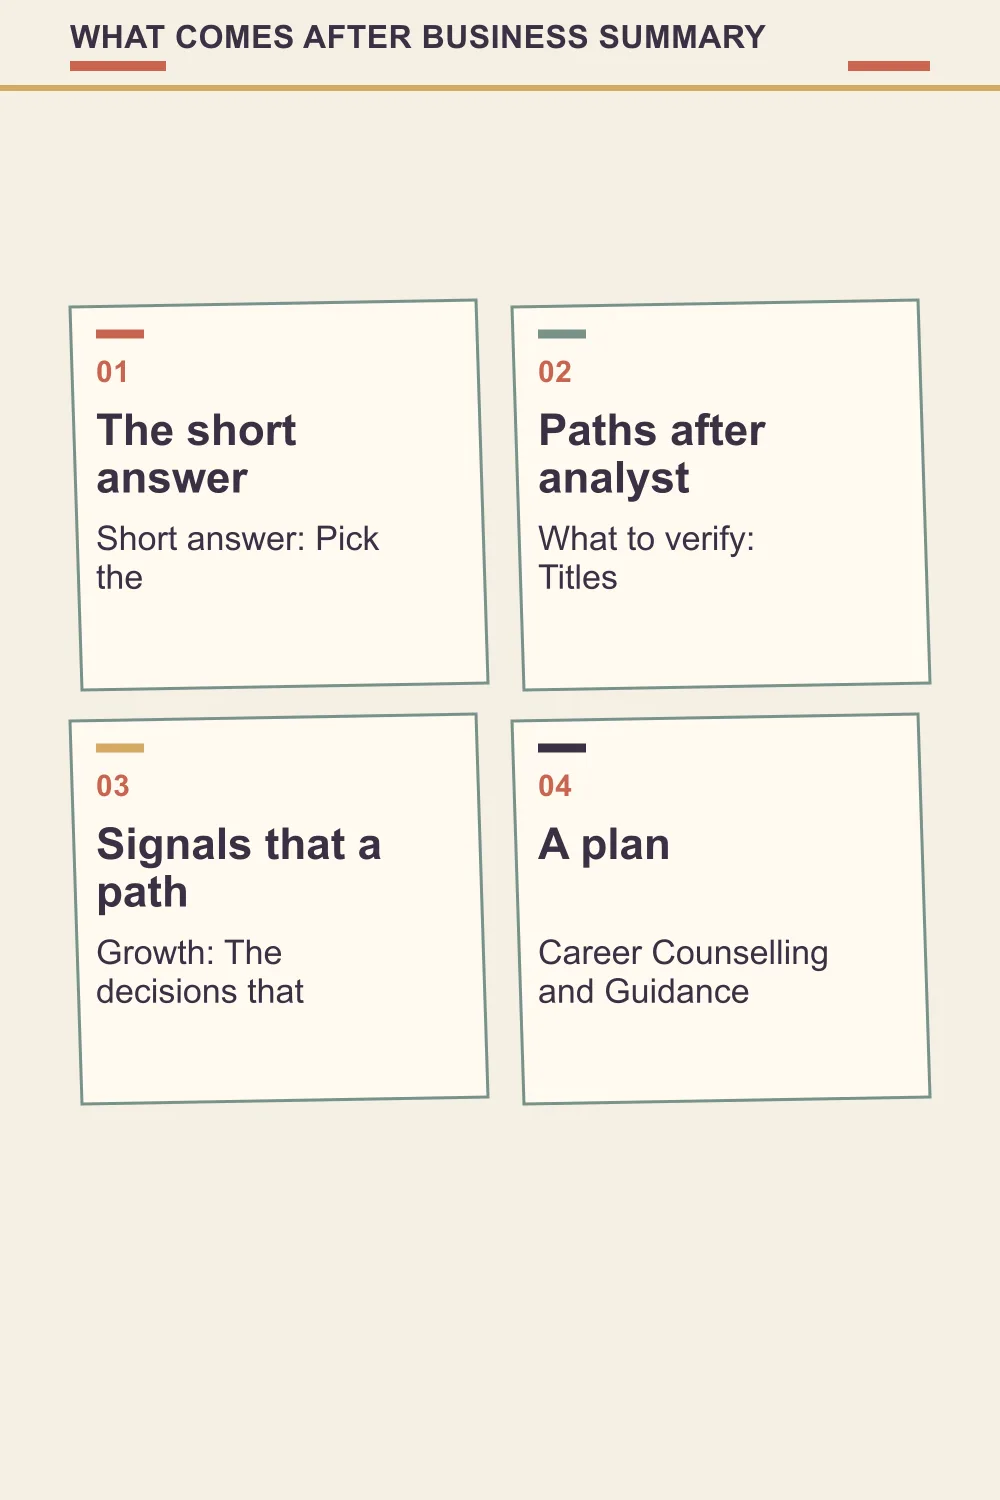 WHAT COMES AFTER BUSINESS SUMMARY
01
The short
answer
Short answer: Pick
the
02
Paths after
analyst
What to verify:
Titles
03
Signals that a
path
Growth: The
decisions that
04
A plan
Career Counselling
and Guidance